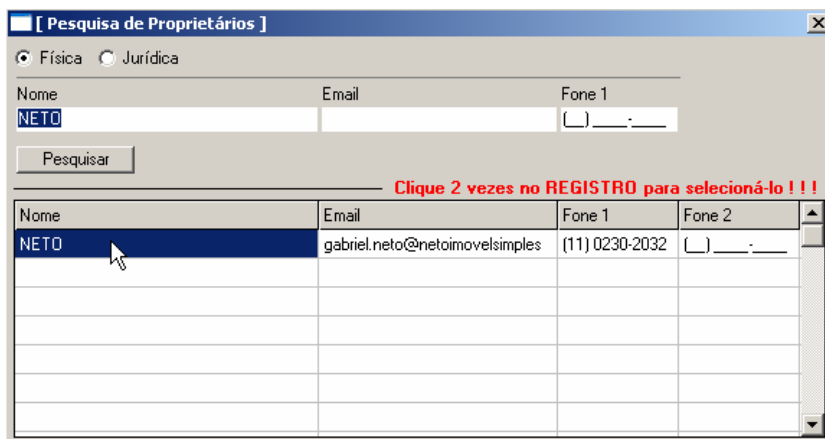 [ Pesquisa de Proprietários ]
Física Jurídica
Nome Email Fone 1
NETO (__) ____-____
Pesquisar
Clique 2 vezes no REGISTRO para selecioná-lo ! ! !
Nome Email Fone 1 Fone 2
NETO gabriel.neto@netoimovelsimples (11) 0230-2032 (__) ____-____